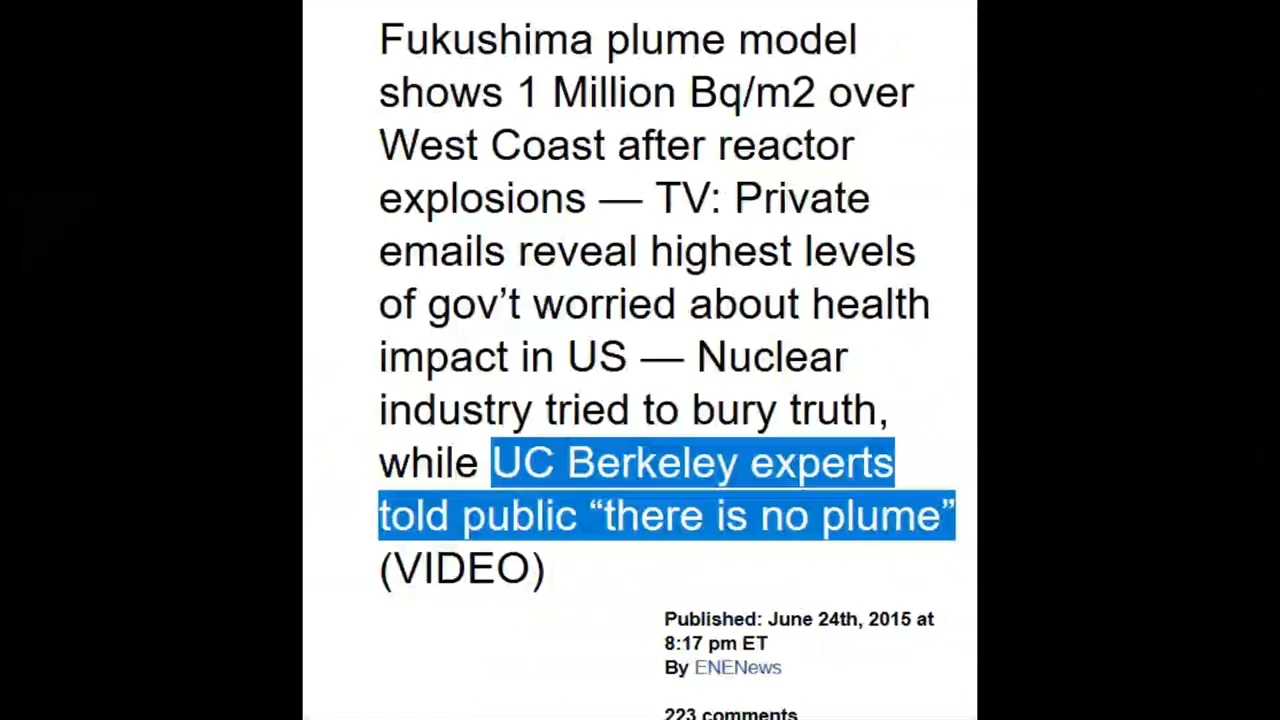 Fukushima plume model
shows 1 Million Bq/m2 over
West Coast after reactor
explosions — TV: Private
emails reveal highest levels
of gov’t worried about health
impact in US — Nuclear
industry tried to bury truth,
while UC Berkeley experts
told public “there is no plume”
(VIDEO)
Published: June 24th, 2015 at
8:17 pm ET
By ENENews
223 comments